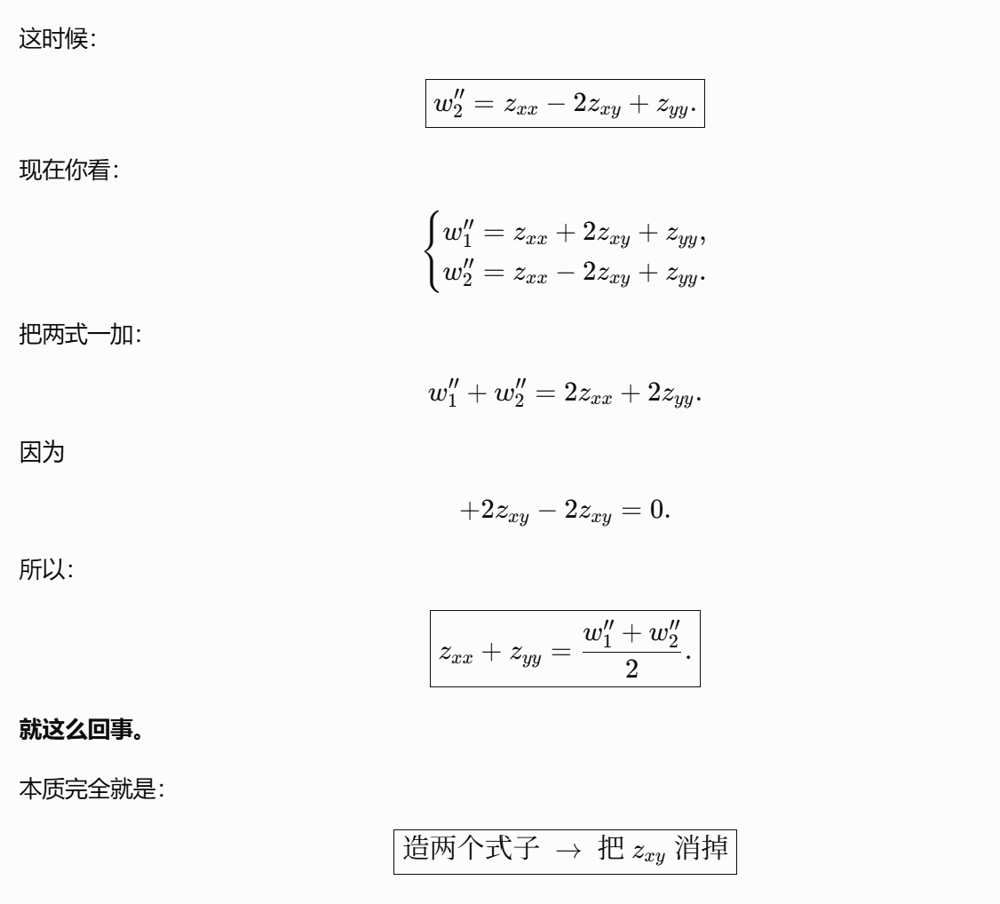 这时候：
$$\boxed{w_2'' = z_{xx} - 2z_{xy} + z_{yy}.}$$
现在你看：
$$\begin{cases} w_1'' = z_{xx} + 2z_{xy} + z_{yy}, \\ w_2'' = z_{xx} - 2z_{xy} + z_{yy}. \end{cases}$$
把两式一加：
$$w_1'' + w_2'' = 2z_{xx} + 2z_{yy}.$$
因为
$$+2z_{xy} - 2z_{xy} = 0.$$
所以：
$$\boxed{z_{xx} + z_{yy} = \frac{w_1'' + w_2''}{2}.}$$
就这么回事。
本质完全就是：
$$\boxed{\text{造两个式子} \to \text{把 } z_{xy} \text{ 消掉}}$$